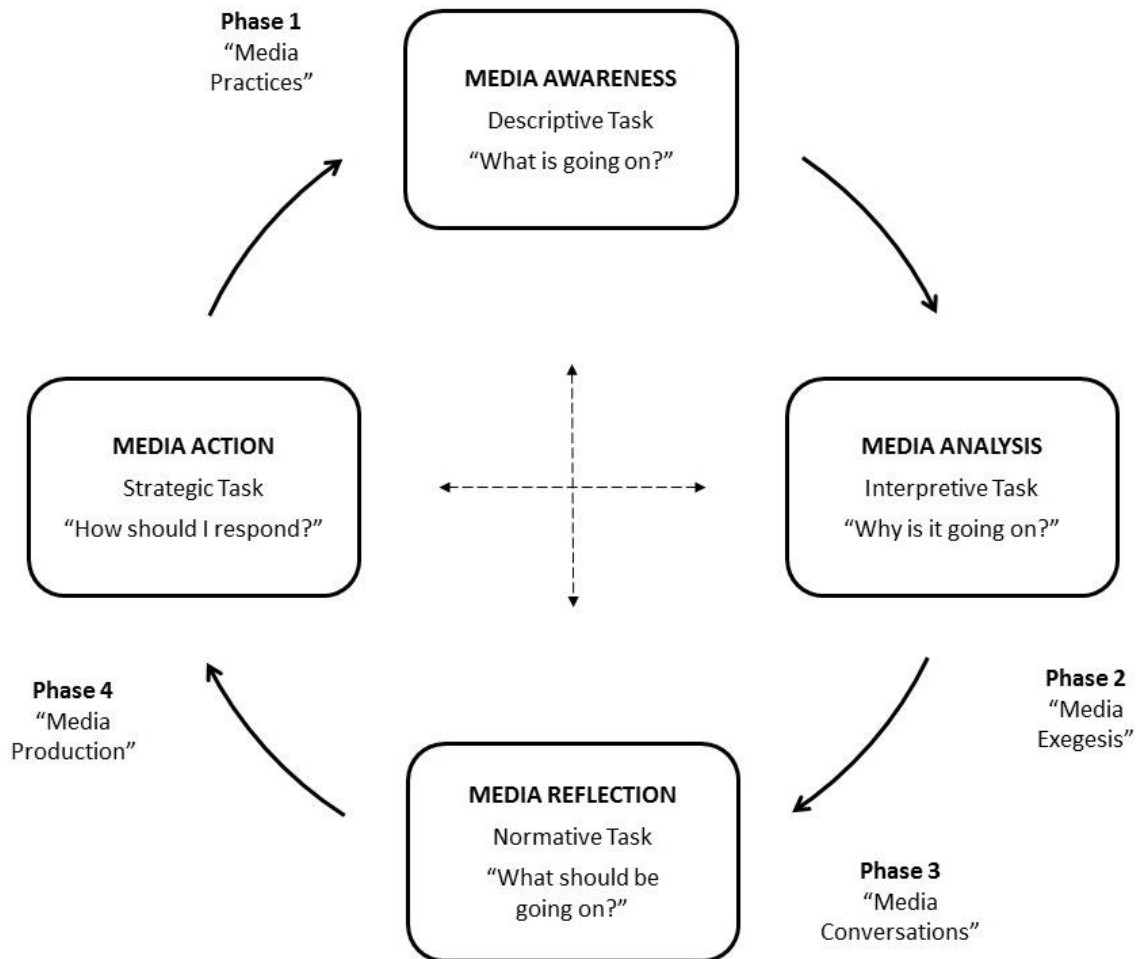 Phase 1
“Media
Practices”
MEDIA AWARENESS
Descriptive Task
“What is going on?”
MEDIA ACTION
Strategic Task
“How should I respond?”
MEDIA ANALYSIS
Interpretive Task
“Why is it going on?”
Phase 2
“Media
Exegesis”
Phase 4
“Media
Production”
MEDIA REFLECTION
Normative Task
“What should be
going on?”
Phase 3
“Media
Conversations”